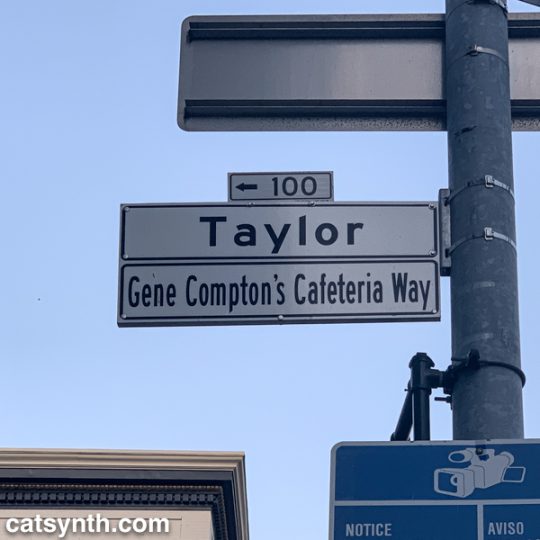 ← 100
Taylor
Gene Compton's Cafeteria Way
NOTICE AVISO
catsynth.com